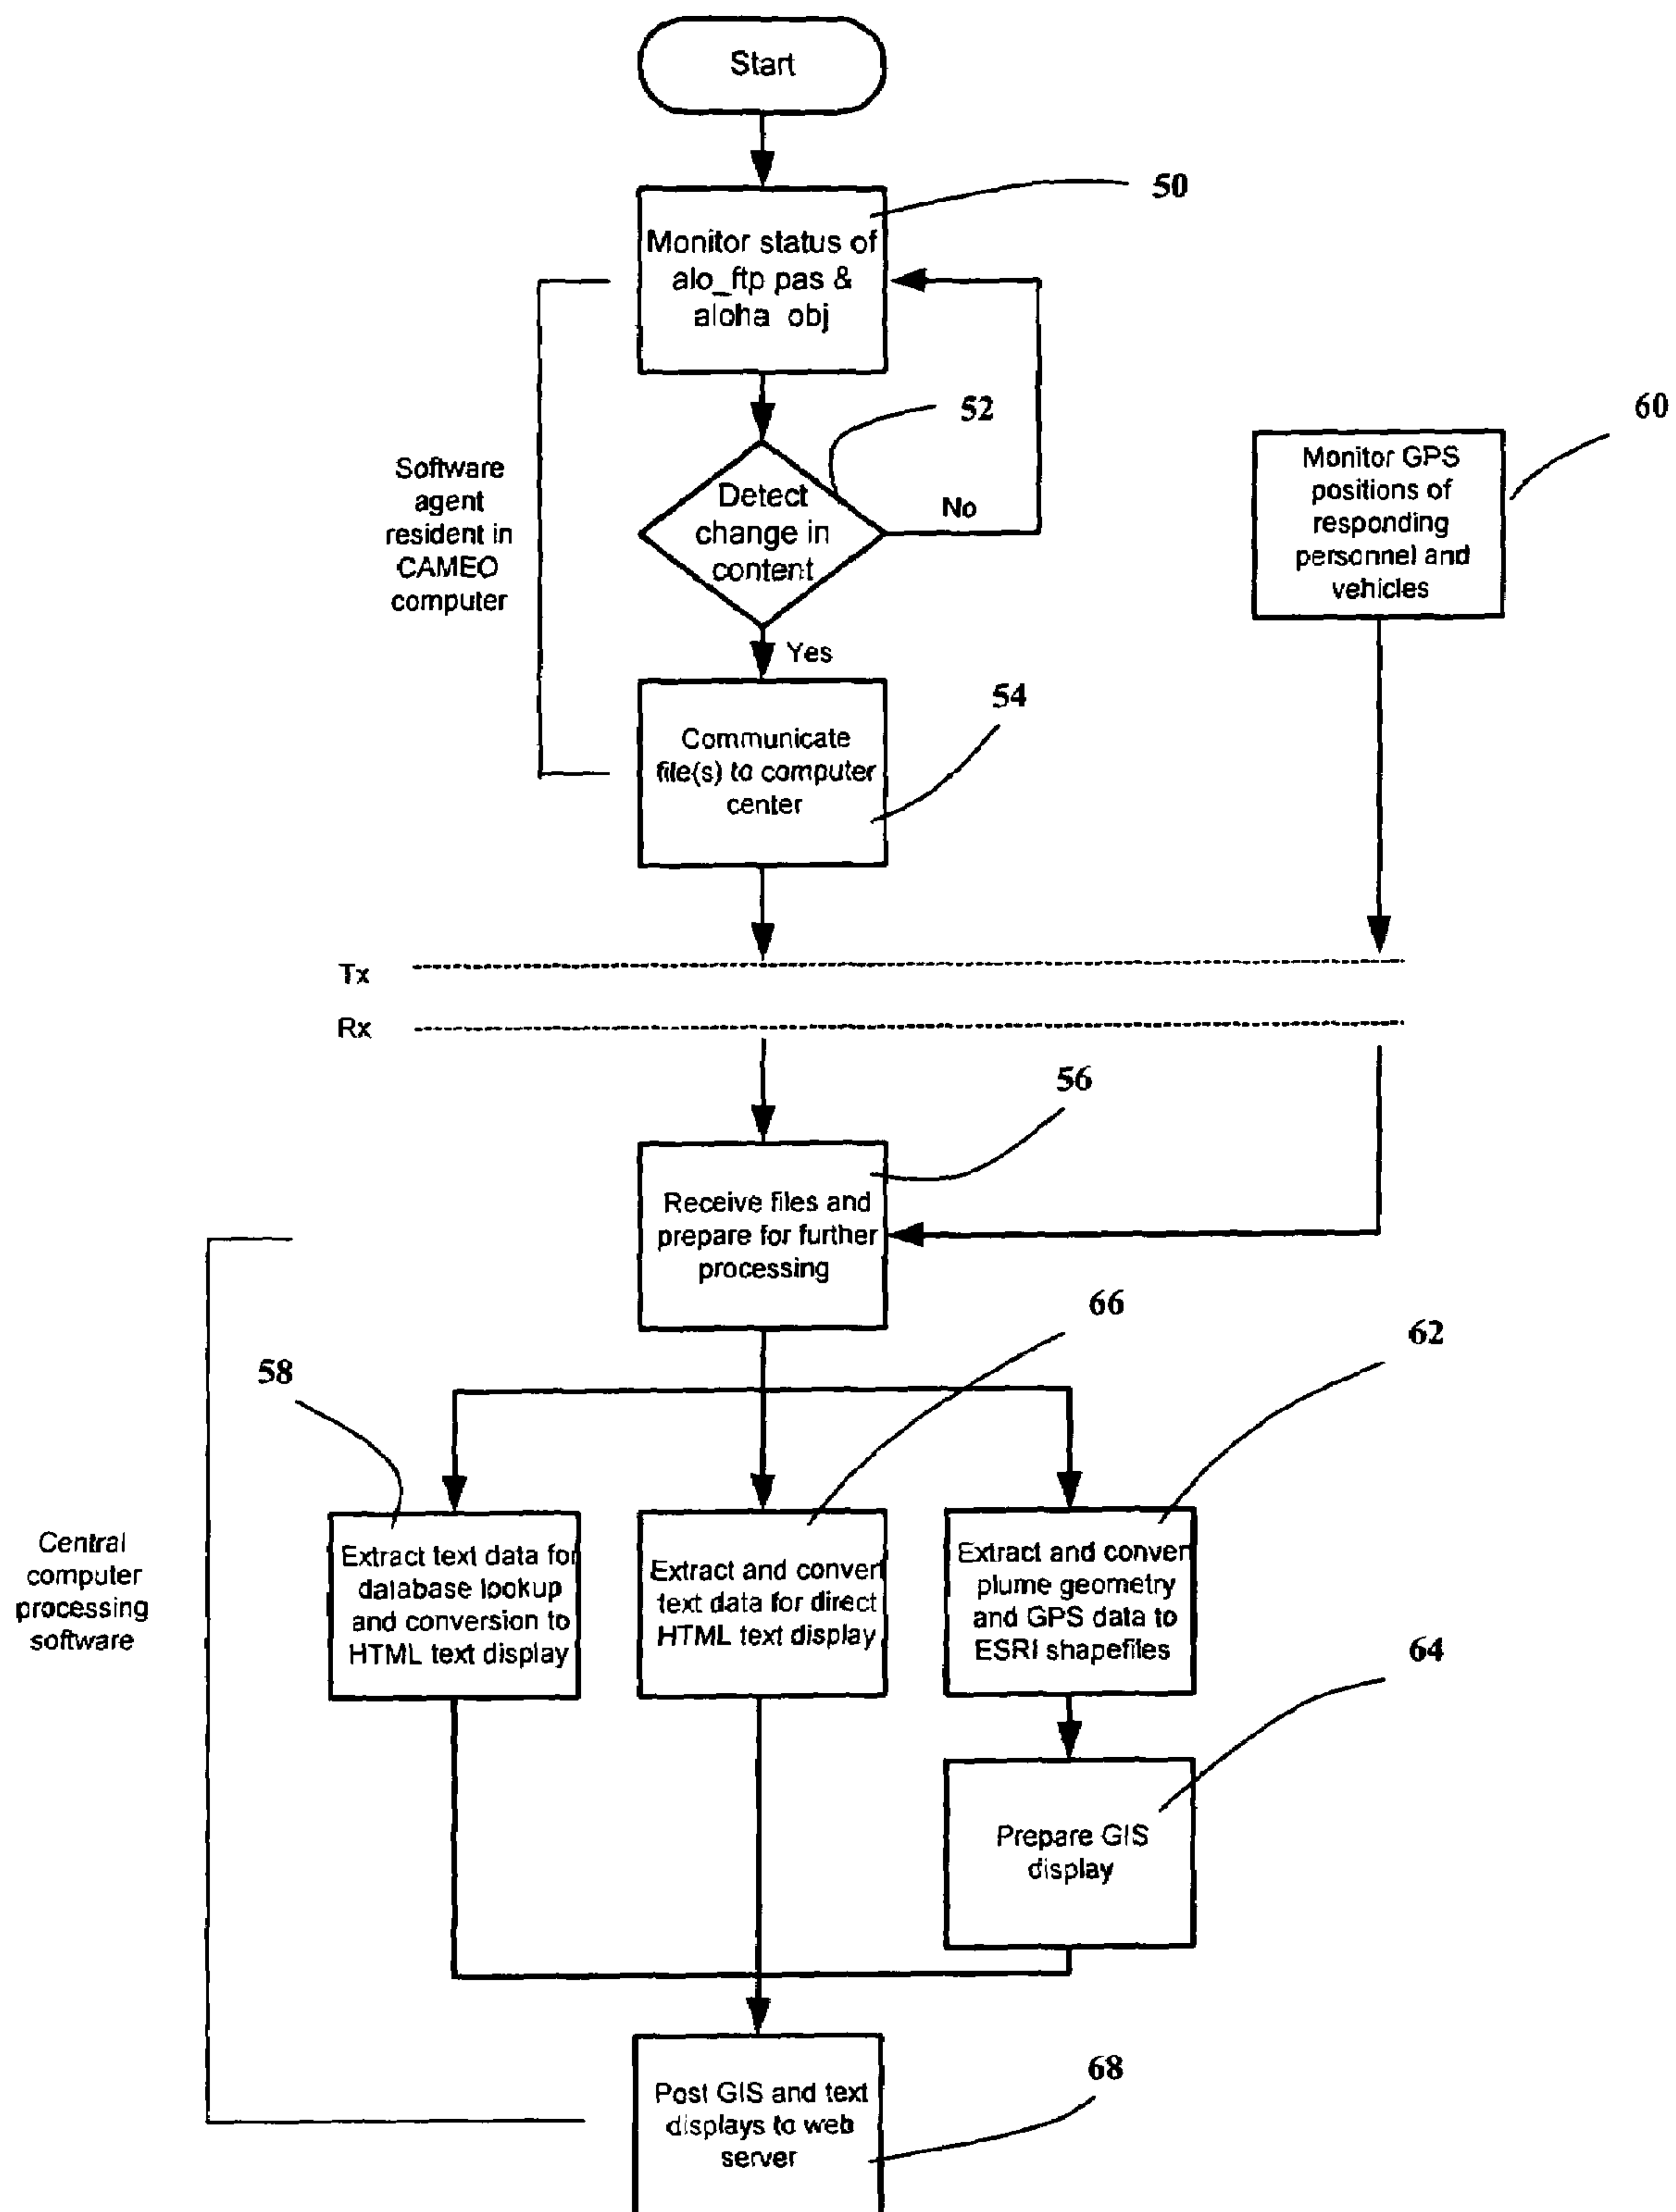 Start
50
Monitor status of
alo_ftp pas &
aloha obj
52
60
Software
agent
resident in
CAMEO
computer
Detect
change in
content
No
Monitor GPS
positions of
responding
personnel and
vehicles
Yes
54
Communicate
file(s) to computer
center
Tx
Rx
56
Receive files and
prepare for further
processing
66
62
58
Central
computer
processing
software
Extract text data for
database lookup
and conversion to
HTML text display
Extract and conver
text data for direct
HTML text display
Extract and conver
plume geometry
and GPS data to
ESRI shapefiles
64
Prepare GIS
display
68
Post GIS and text
displays to web
server